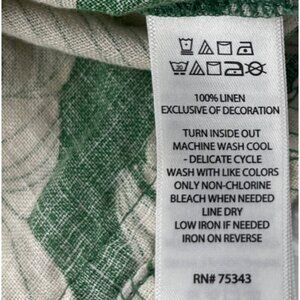 100% LINEN
EXCLUSIVE OF DECORATION
TURN INSIDE OUT
MACHINE WASH COOL
- DELICATE CYCLE
WASH WITH LIKE COLORS
ONLY NON-CHLORINE
BLEACH WHEN NEEDED
LINE DRY
LOW IRON IF NEEDED
IRON ON REVERSE
RN# 75343